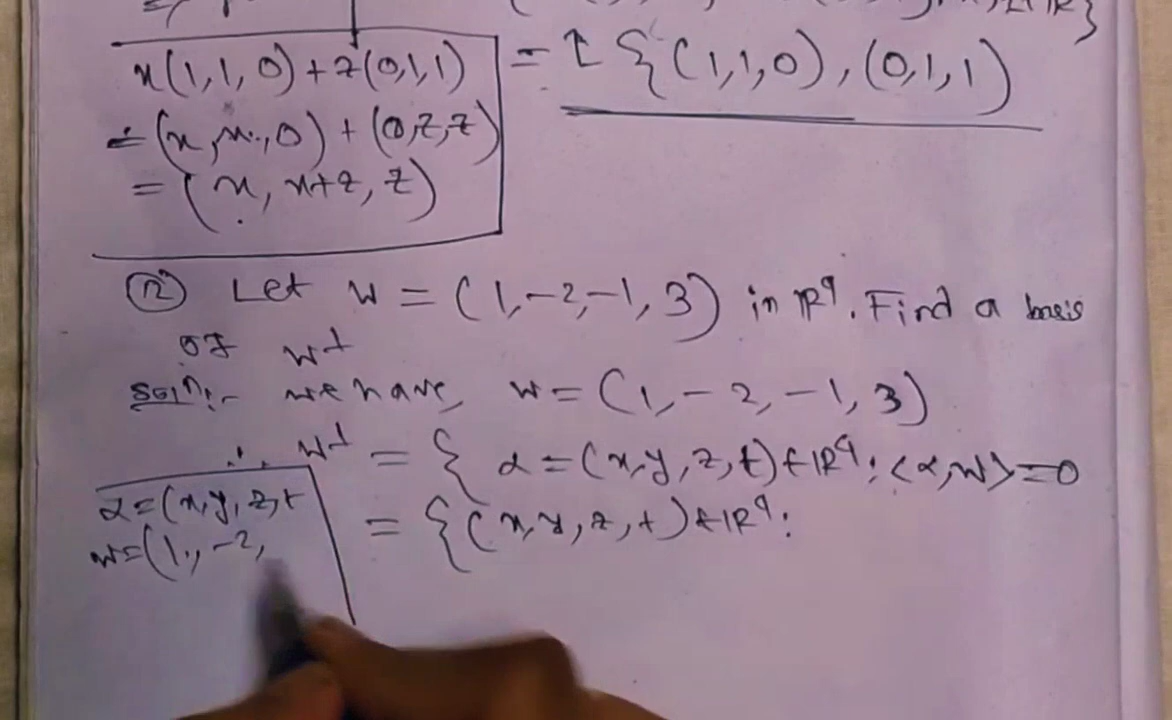 x(1,1,0)+z(0,1,1)
= L {(1,1,0), (0,1,1)
= (x, x, 0) + (0,z,z)
= (x, x+z, z)
② Let w = (1,-2,-1,3) in IR⁴. Find a basis
of w⊥
Soln:- we have, w = (1, -2, -1, 3)
∴ w⊥ = { α = (x,y,z,t) ∈ IR⁴: <α,w> = 0
= {(x,y,z,t) ∈ IR⁴:
α = (x,y,z,t
w = (1, -2,